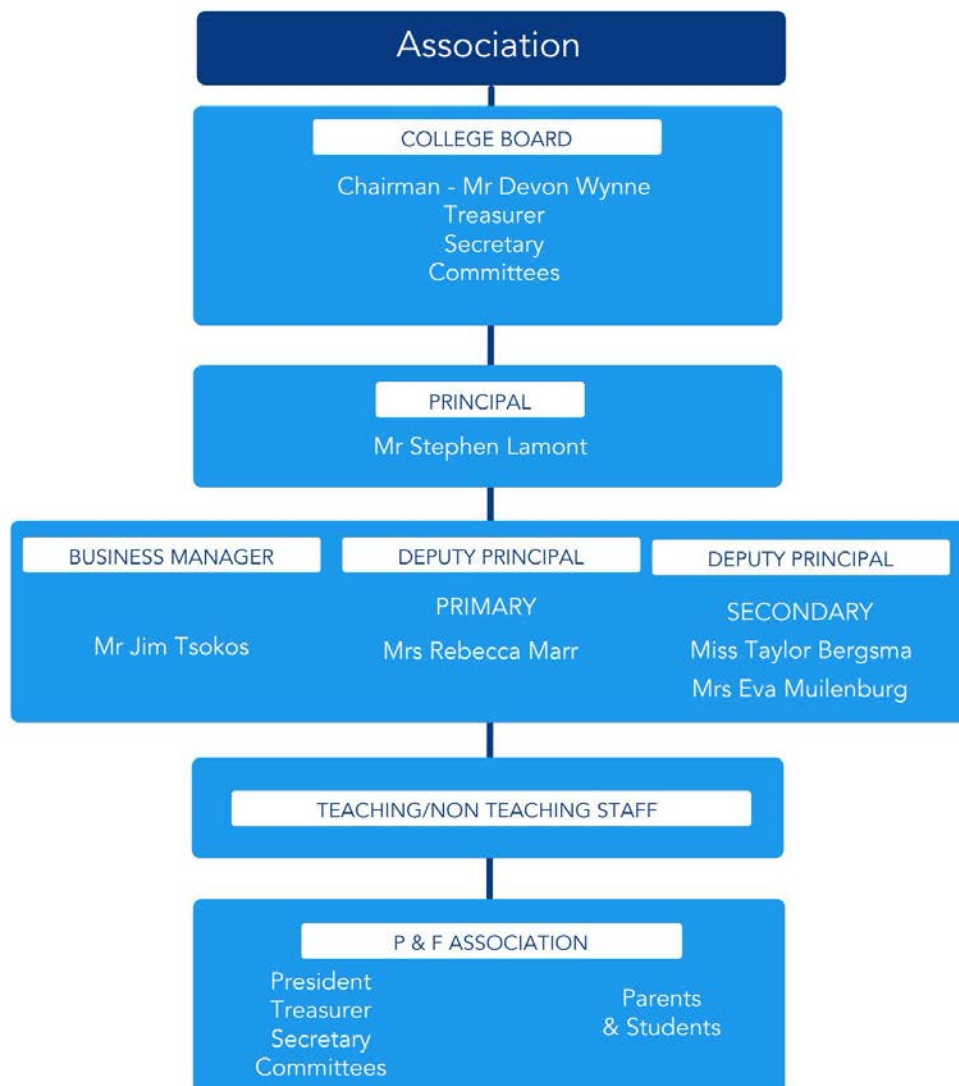 Association
COLLEGE BOARD
Chairman - Mr Devon Wynne
Treasurer
Secretary
Committees
PRINCIPAL
Mr Stephen Lamont
BUSINESS MANAGER
Mr Jim Tsokos
DEPUTY PRINCIPAL
PRIMARY
Mrs Rebecca Marr
DEPUTY PRINCIPAL
SECONDARY
Miss Taylor Bergsma
Mrs Eva Muilenburg
TEACHING/NON TEACHING STAFF
P & F ASSOCIATION
President
Treasurer
Secretary
Committees
Parents
& Students